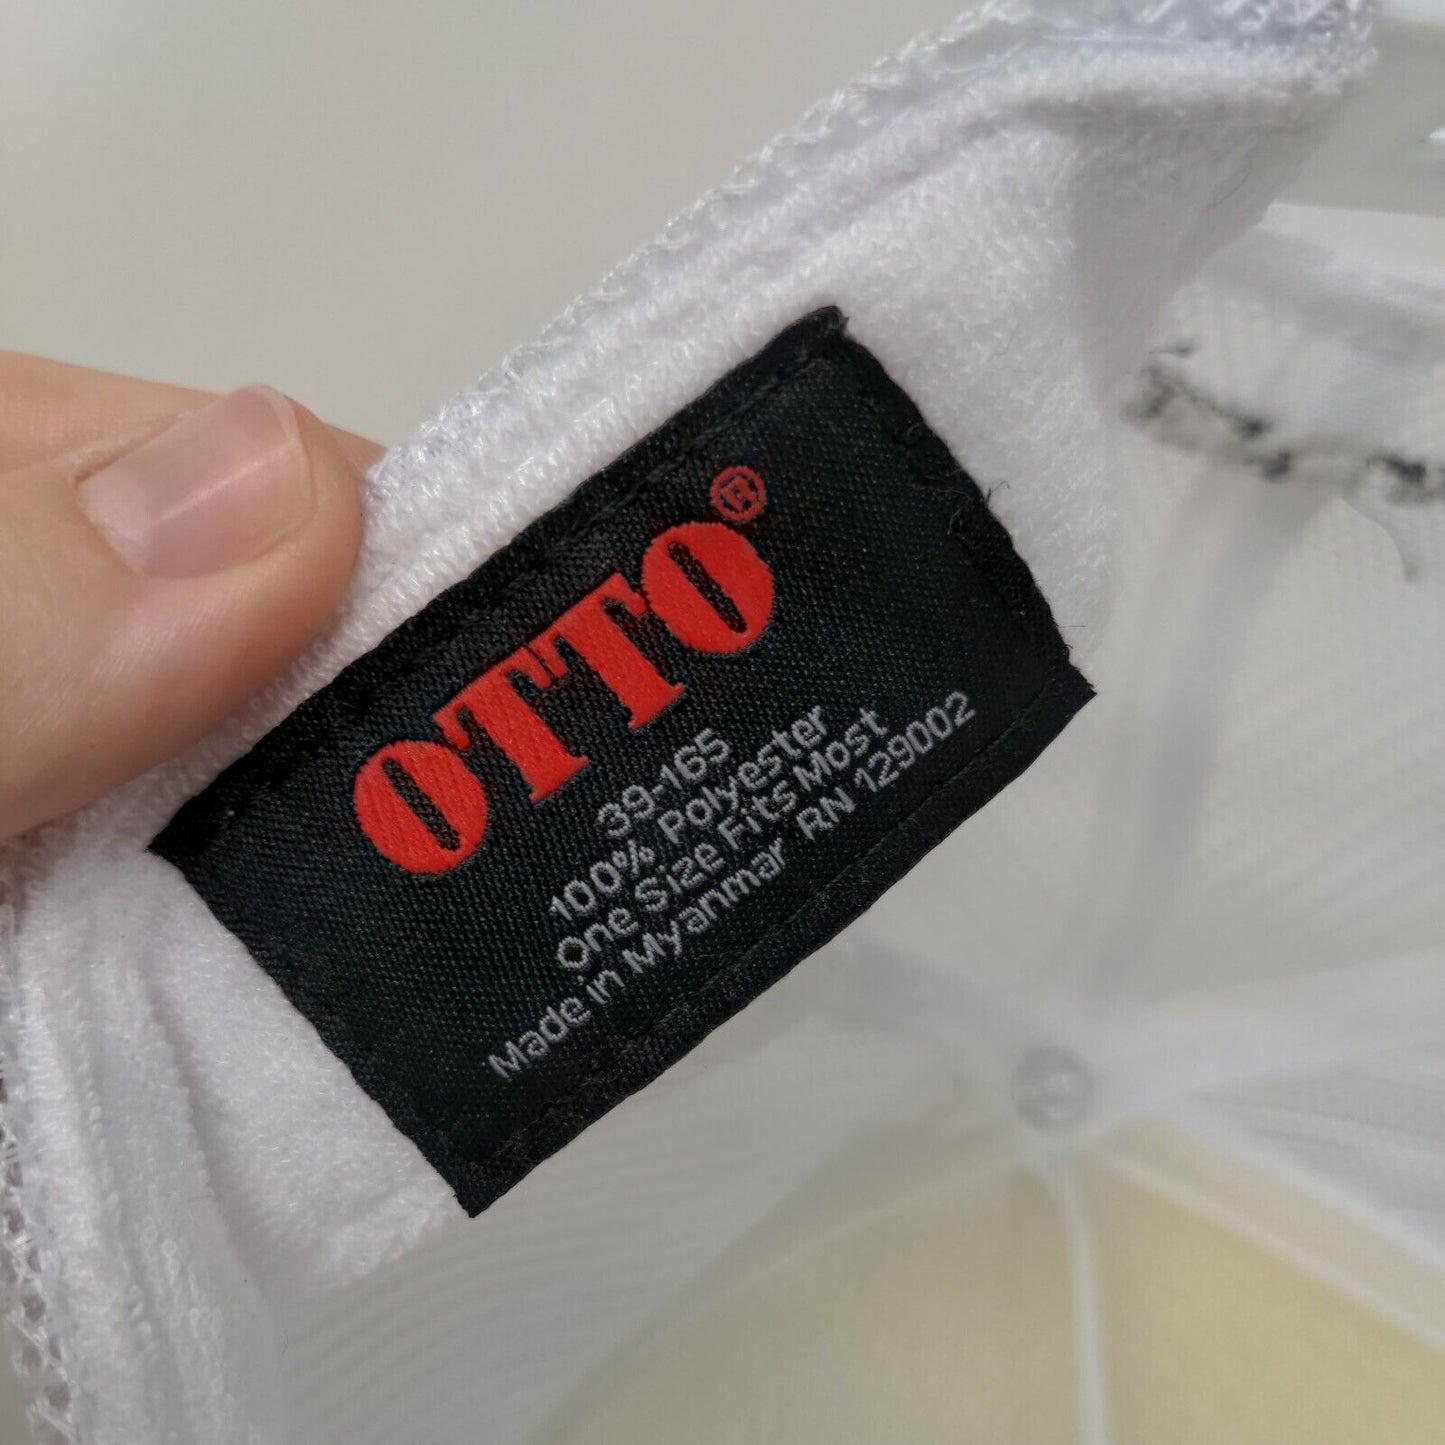 OTTO®
39-165
100% Polyester
One Size Fits Most
Made in Myanmar RN 129002